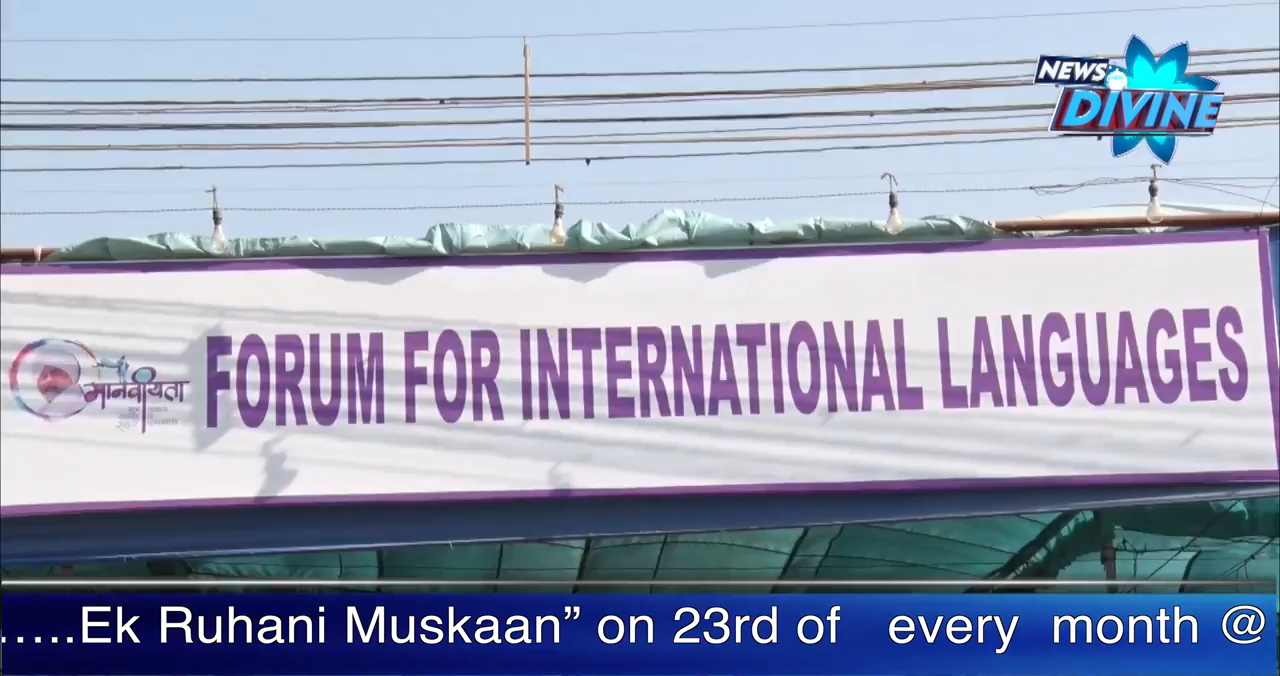 NEWS
DIVINE
मानवीयता
FORUM FOR INTERNATIONAL LANGUAGES
.....Ek Ruhani Muskaan” on 23rd of every month @